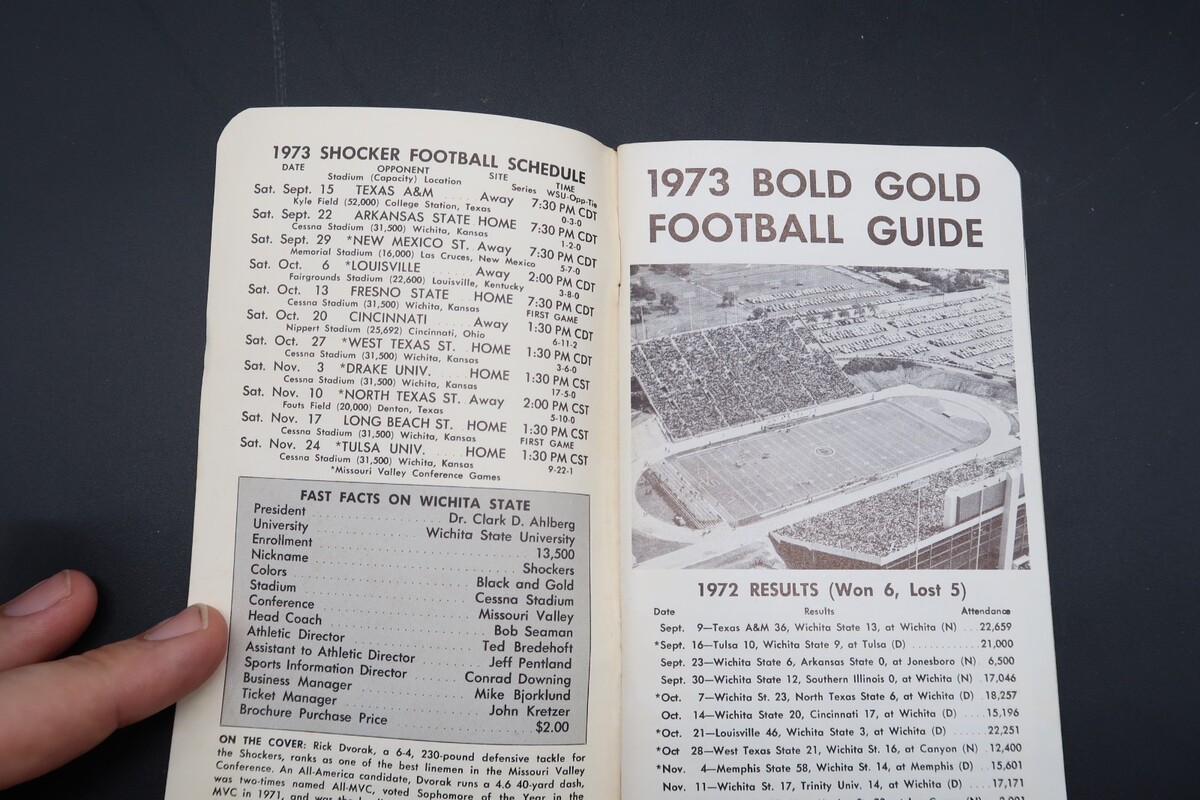 1973 SHOCKER FOOTBALL SCHEDULE
DATE OPPONENT SITE TIME
Stadium (Capacity) Location Series WSU-Opp-Tie
Sat. Sept. 15 TEXAS A&M Away 7:30 PM CDT
Kyle Field (52,000) College Station, Texas 0-3-0
Sat. Sept. 22 ARKANSAS STATE HOME 7:30 PM CDT
Cessna Stadium (31,500) Wichita, Kansas 1-2-0
Sat. Sept. 29 *NEW MEXICO ST. Away 7:30 PM CDT
Memorial Stadium (16,000) Las Cruces, New Mexico 5-7-0
Sat. Oct. 6 *LOUISVILLE Away 2:00 PM CDT
Fairgrounds Stadium (22,600) Louisville, Kentucky 3-8-0
Sat. Oct. 13 FRESNO STATE HOME 7:30 PM CDT
Cessna Stadium (31,500) Wichita, Kansas FIRST GAME
Sat. Oct. 20 CINCINNATI Away 1:30 PM CDT
Nippert Stadium (25,692) Cincinnati, Ohio 6-11-2
Sat. Oct. 27 *WEST TEXAS ST. HOME 1:30 PM CDT
Cessna Stadium (31,500) Wichita, Kansas 3-6-0
Sat. Nov. 3 *DRAKE UNIV. HOME 1:30 PM CST
Cessna Stadium (31,500) Wichita, Kansas 17-5-0
Sat. Nov. 10 *NORTH TEXAS ST. Away 2:00 PM CST
Fouts Field (20,000) Denton, Texas 5-10-0
Sat. Nov. 17 LONG BEACH ST. HOME 1:30 PM CST
Cessna Stadium (31,500) Wichita, Kansas FIRST GAME
Sat. Nov. 24 *TULSA UNIV. HOME 1:30 PM CST
Cessna Stadium (31,500) Wichita, Kansas 9-22-1
*Missouri Valley Conference Games
FAST FACTS ON WICHITA STATE
President Dr. Clark D. Ahlberg
University Wichita State University
Enrollment 13,500
Nickname Shockers
Colors Black and Gold
Stadium Cessna Stadium
Conference Missouri Valley
Head Coach Bob Seaman
Athletic Director Ted Bredehoft
Assistant to Athletic Director Jeff Pentland
Sports Information Director Conrad Downing
Business Manager Mike Bjorklund
Ticket Manager John Kretzer
Brochure Purchase Price $2.00
ON THE COVER: Rick Dvorak, a 6-4, 230-pound defensive tackle for
the Shockers, ranks as one of the best linemen in the Missouri Valley
Conference. An All-America candidate, Dvorak runs a 4.6 40-yard dash,
was two-times named All-MVC, voted Sophomore of the Year in the
MVC in 1971, and was the
1973 BOLD GOLD
FOOTBALL GUIDE
1972 RESULTS (Won 6, Lost 5)
Date Results Attendance
Sept. 9—Texas A&M 36, Wichita State 13, at Wichita (N) ...22,659
*Sept. 16—Tulsa 10, Wichita State 9, at Tulsa (D) ............21,000
Sept. 23—Wichita State 6, Arkansas State 0, at Jonesboro (N) 6,500
Sept. 30—Wichita State 12, Southern Illinois 0, at Wichita (N) .17,046
*Oct. 7—Wichita St. 23, North Texas State 6, at Wichita (D) .18,257
Oct. 14—Wichita State 20, Cincinnati 17, at Wichita (D) ....15,196
*Oct. 21—Louisville 46, Wichita State 3, at Wichita (D) .....22,251
*Oct 28—West Texas State 21, Wichita St. 16, at Canyon (N) .12,400
*Nov. 4—Memphis State 58, Wichita St. 14, at Memphis (D) ..15,601
Nov. 11—Wichita St. 17, Trinity Univ. 14, at Wichita (D) ....17,171